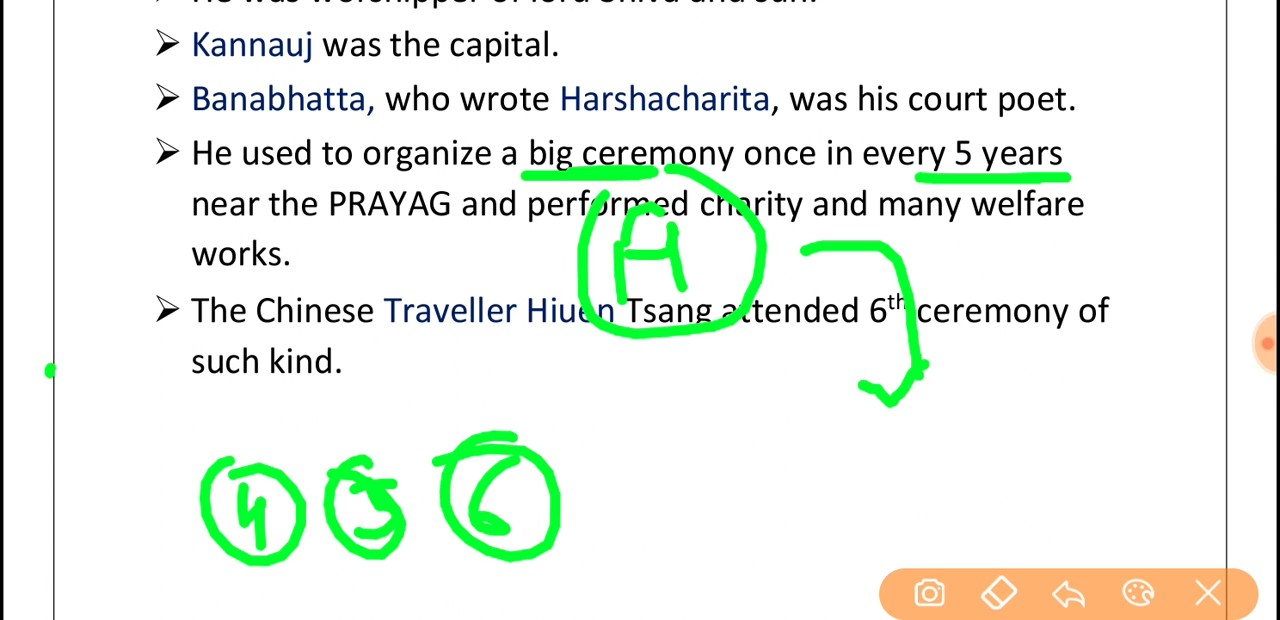 ➢ Kannauj was the capital.
➢ Banabhatta, who wrote Harshacharita, was his court poet.
➢ He used to organize a big ceremony once in every 5 years
near the PRAYAG and performed charity and many welfare
works.
A
➢ The Chinese Traveller Hiuen Tsang attended 6th ceremony of
such kind.
4 5 6